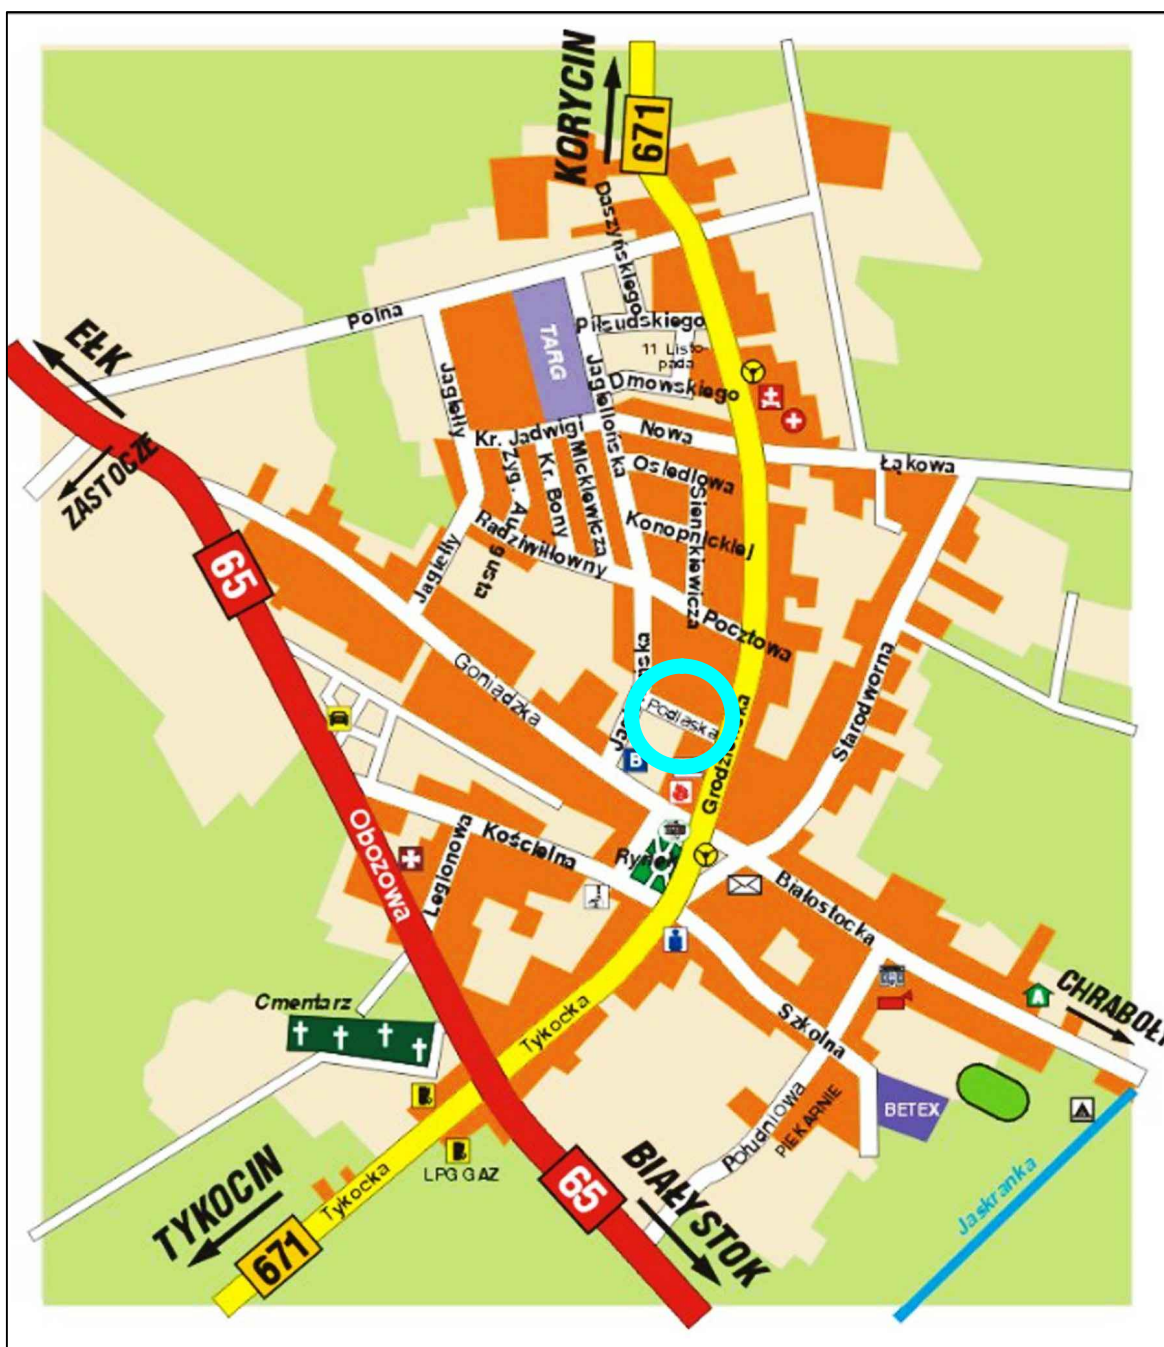 KORYCIN
671
Daszyńskiego
Polna
EŁK
TARG
Piłsudskiego
11 Listo-
pada
Dmowskiego
Jagiełły
Jagiellońska
Kr. Jadwigi
Nowa
Łąkowa
ZASTOCZE
Zyg. Augusta
Kr. Bony
Mickiewicza
Osiedlowa
Sienkiewicza
Konopnickiej
Radziwiłłowny
Jagiełły
65
Pocztowa
Goniądzka
Podlaska
Starodworna
B
Obozowa
Kościelna
Legionowa
Rynek
Białostocka
Cmentarz
Tykocka
Szkolna
A
CHRABOŁY
Południowa
PIEKARNIE
BETEX
LPG GAZ
Tykocka
TYKOCIN
671
65
BIAŁYSTOK
Jaskranka